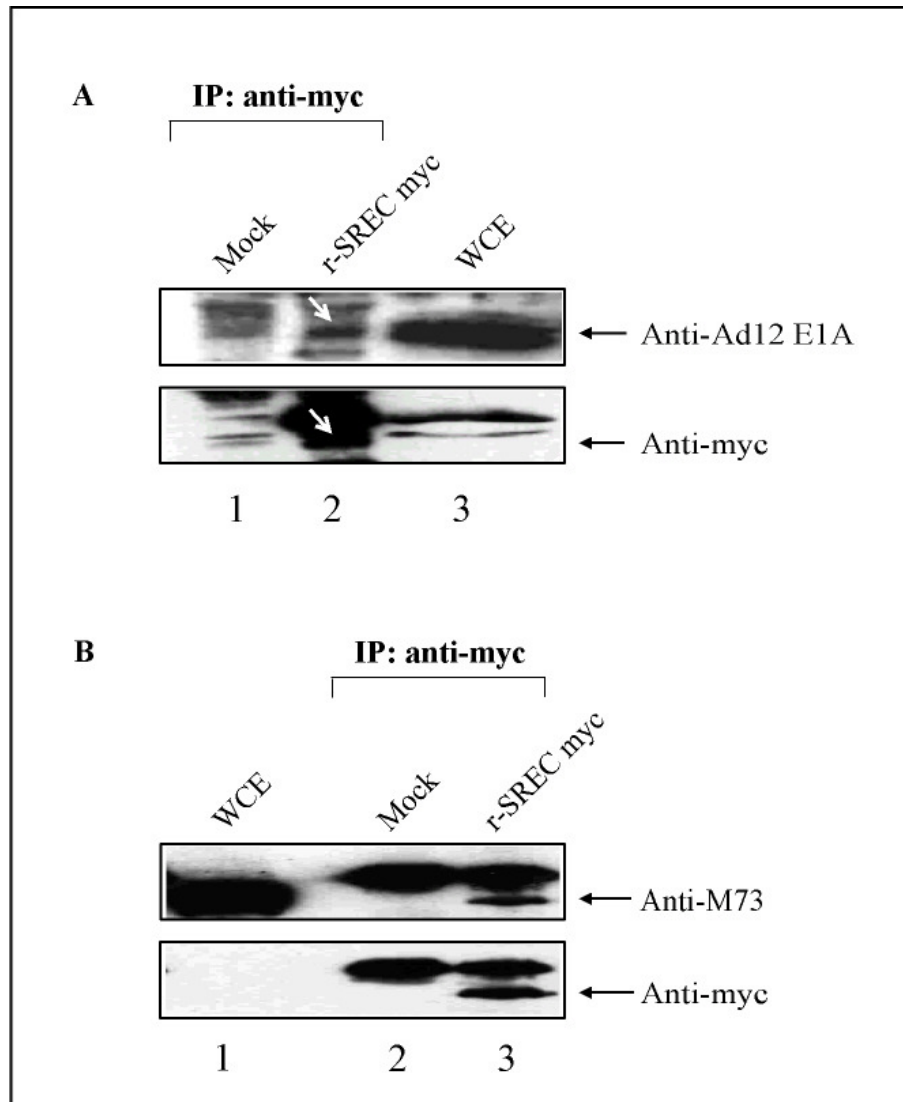 A
IP: anti-myc
Mock
r-SREC myc
WCE
Anti-Ad12 E1A
Anti-myc
1 2 3
B
IP: anti-myc
WCE
Mock
r-SREC myc
Anti-M73
Anti-myc
1 2 3